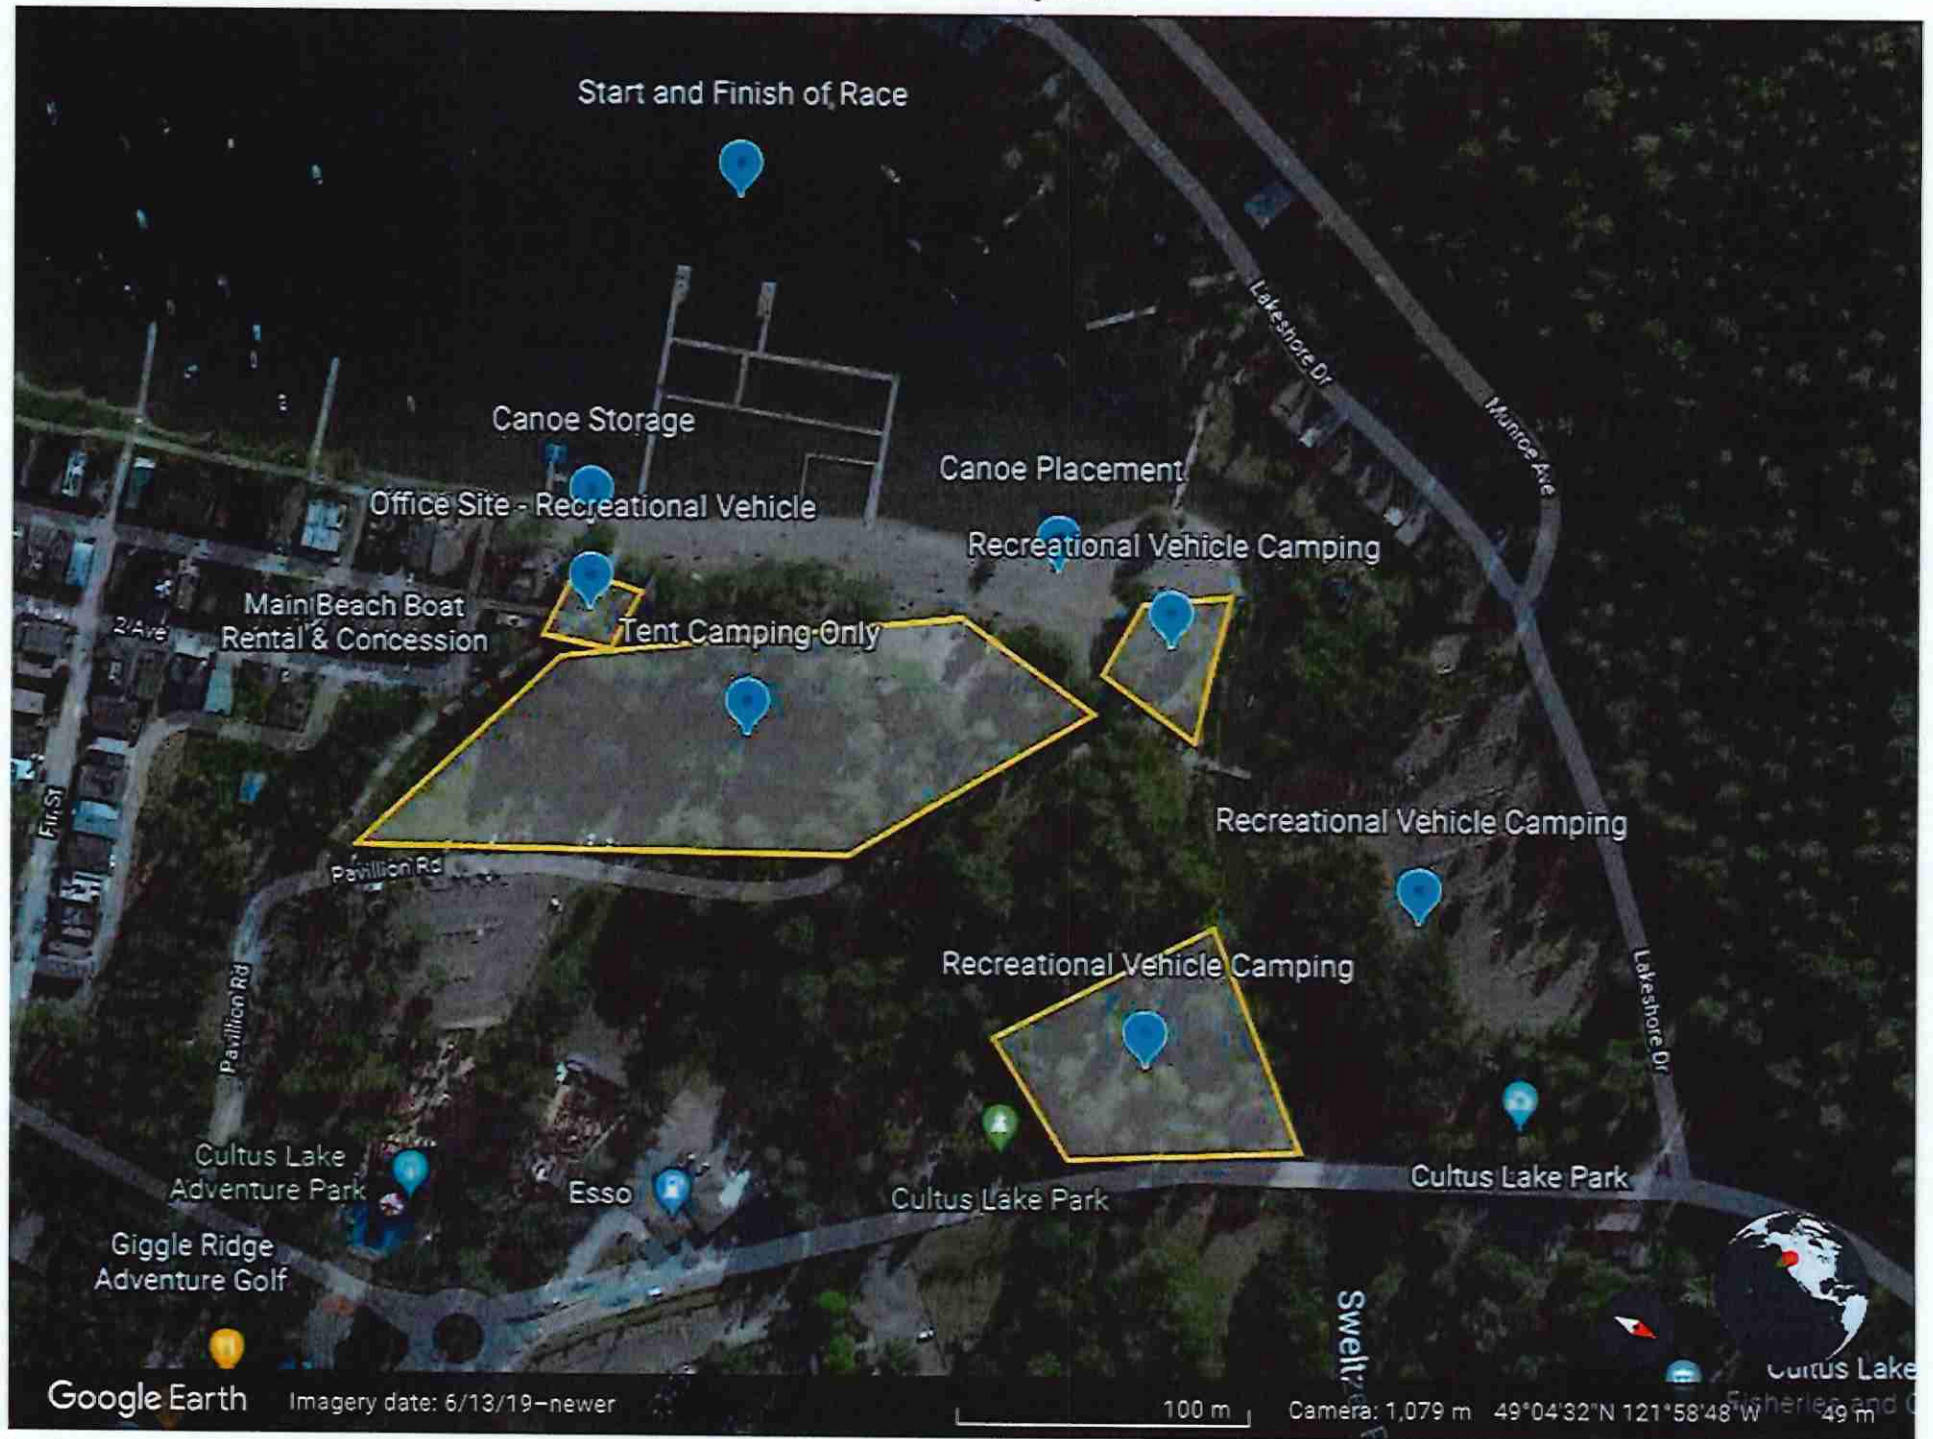 Start and Finish of Race
Lakeshore Dr
Munroe Ave
Canoe Storage
Canoe Placement
Office Site - Recreational Vehicle
Recreational Vehicle Camping
Main Beach Boat
Rental & Concession
2 Ave
Tent Camping Only
First St
Recreational Vehicle Camping
Pavillion Rd
Recreational Vehicle Camping
Pavillion Rd
Lakeshore Dr
Cultus Lake
Adventure Park
Esso
Cultus Lake Park
Cultus Lake Park
Giggle Ridge
Adventure Golf
Cultus Lake
Fisheries and
Google Earth
Imagery date: 6/13/19-newer
100 m
Camera: 1,079 m 49°04'32"N 121°58'48"W 49 m